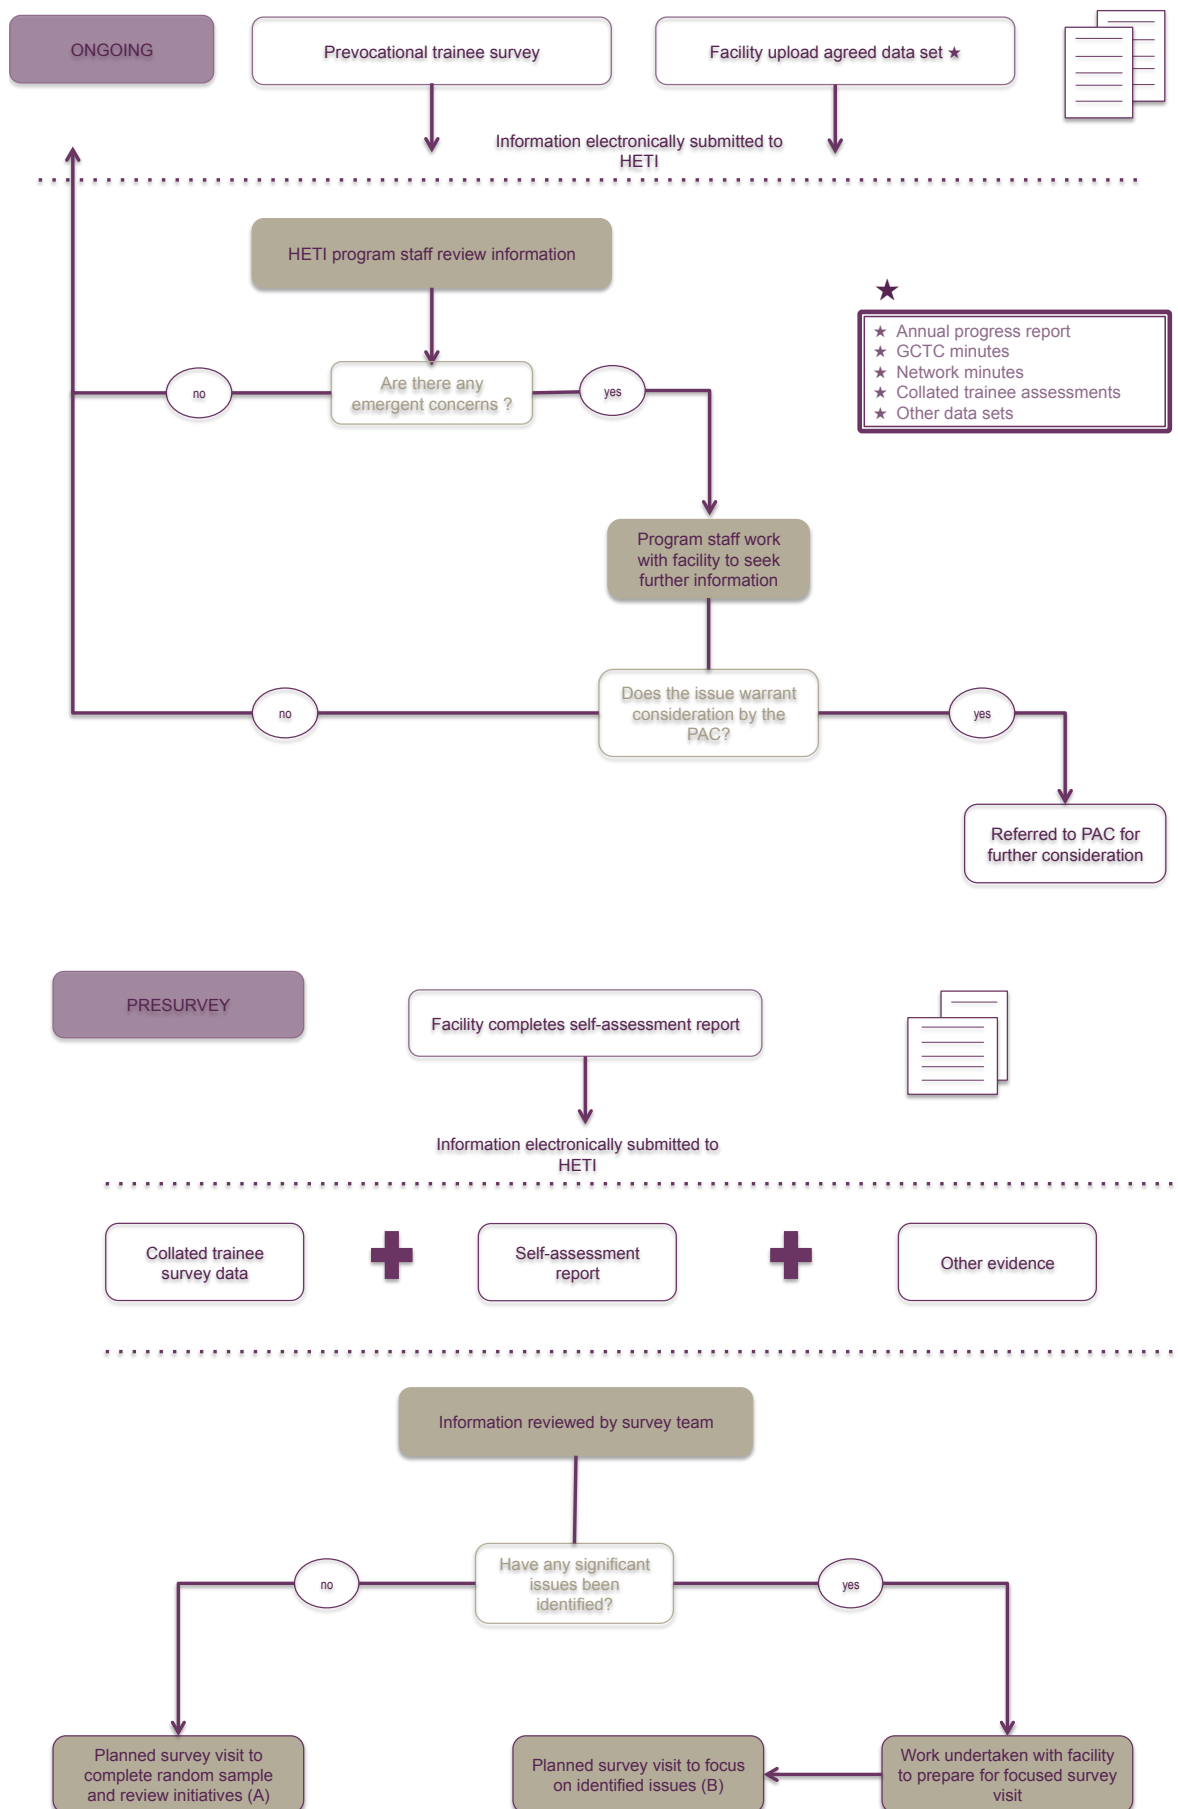 ONGOING
Prevocational trainee survey
Facility upload agreed data set ★
Information electronically submitted to
HETI
HETI program staff review information
★
★ Annual progress report
★ GCTC minutes
★ Network minutes
★ Collated trainee assessments
★ Other data sets
Are there any
emergent concerns ?
no
yes
Program staff work
with facility to seek
further information
Does the issue warrant
consideration by the
PAC?
no
yes
Referred to PAC for
further consideration
PRESURVEY
Facility completes self-assessment report
Information electronically submitted to
HETI
Collated trainee
survey data
Self-assessment
report
Other evidence
Information reviewed by survey team
Have any significant
issues been
identified?
no
yes
Planned survey visit to
complete random sample
and review initiatives (A)
Planned survey visit to focus
on identified issues (B)
Work undertaken with facility
to prepare for focused survey
visit